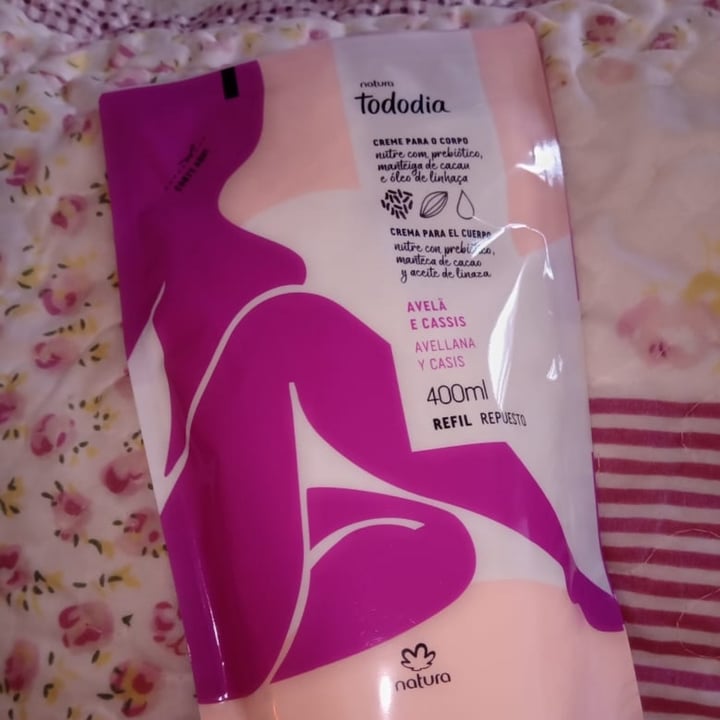 natura
tododia
CREME PARA O CORPO
nutre com prebiótico,
manteiga de cacau
e óleo de linhaça
CREMA PARA EL CUERPO
nutre con prebiótico,
manteca de cacao
y aceite de linaza
AVELÃ
E CASSIS
AVELLANA
Y CASIS
400ml
REFIL REPUESTO
natura